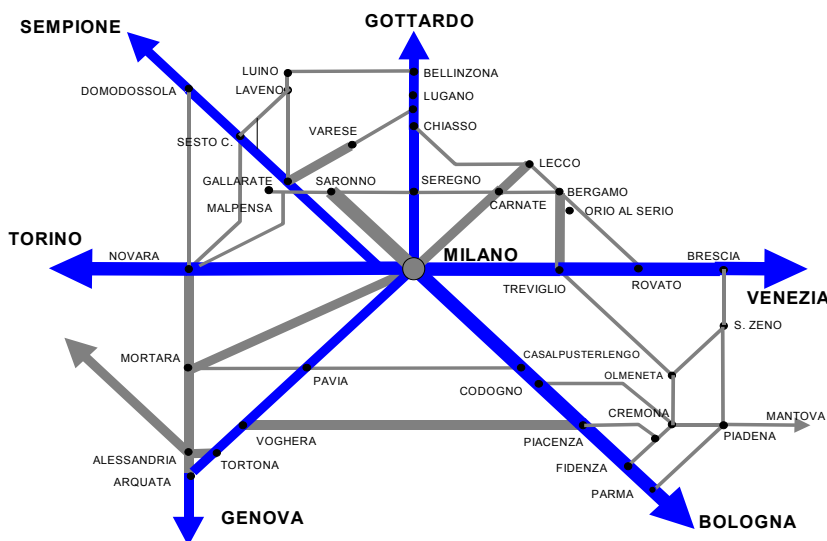 GOTTARDO
SEMPIONE
LUINO
BELLINZONA
DOMODOSSOLA
LAVENO
LUGANO
VARESE
CHIASSO
SESTO C.
LECCO
GALLARATE
SARONNO
SEREGNO
BERGAMO
CARNATE
MALPENSA
ORIO AL SERIO
TORINO
NOVARA
MILANO
BRESCIA
TREVIGLIO
ROVATO
VENEZIA
S. ZENO
MORTARA
CASALPUSTERLENGO
PAVIA
CODOGNO
OLMENETA
CREMONA
MANTOVA
VOGHERA
PIACENZA
PIADENA
ALESSANDRIA
TORTONA
FIDENZA
ARQUATA
PARMA
GENOVA
BOLOGNA